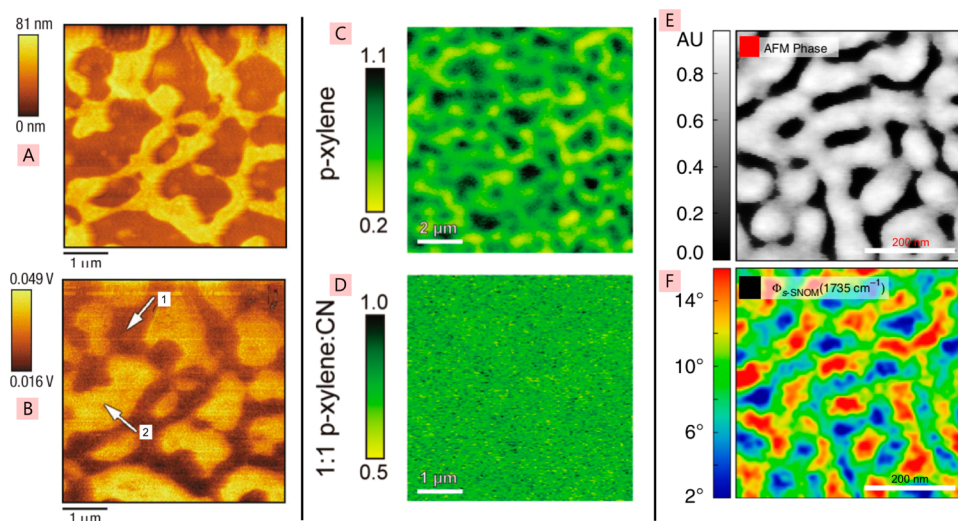 81 nm
0 nm
A
1 µm
0.049 V
0.016 V
B
1
2
1 µm
C
1.1
p-xylene
0.2
2 µm
D
1.0
1:1 p-xylene:CN
0.5
1 µm
E
AU
AFM Phase
0.8
0.6
0.4
0.2
0.0
200 nm
F
Φs-SNOM(1735 cm⁻¹)
14°
10°
6°
2°
200 nm